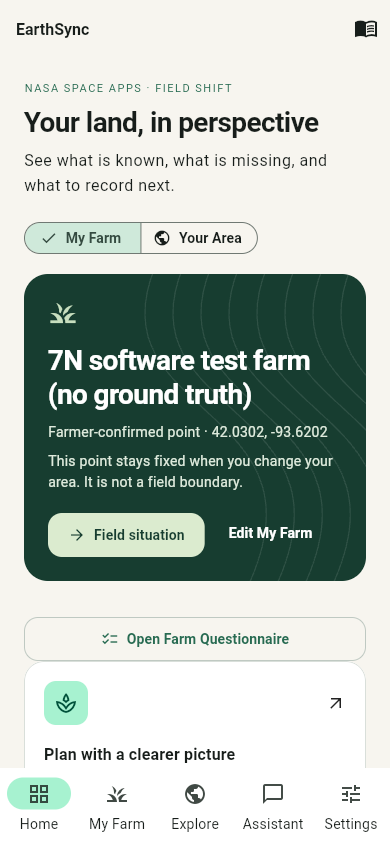 EarthSync
NASA SPACE APPS · FIELD SHIFT
Your land, in perspective
See what is known, what is missing, and
what to record next.
My Farm
Your Area
7N software test farm
(no ground truth)
Farmer-confirmed point · 42.0302, -93.6202
This point stays fixed when you change your
area. It is not a field boundary.
Field situation
Edit My Farm
Open Farm Questionnaire
Plan with a clearer picture
Home
My Farm
Explore
Assistant
Settings